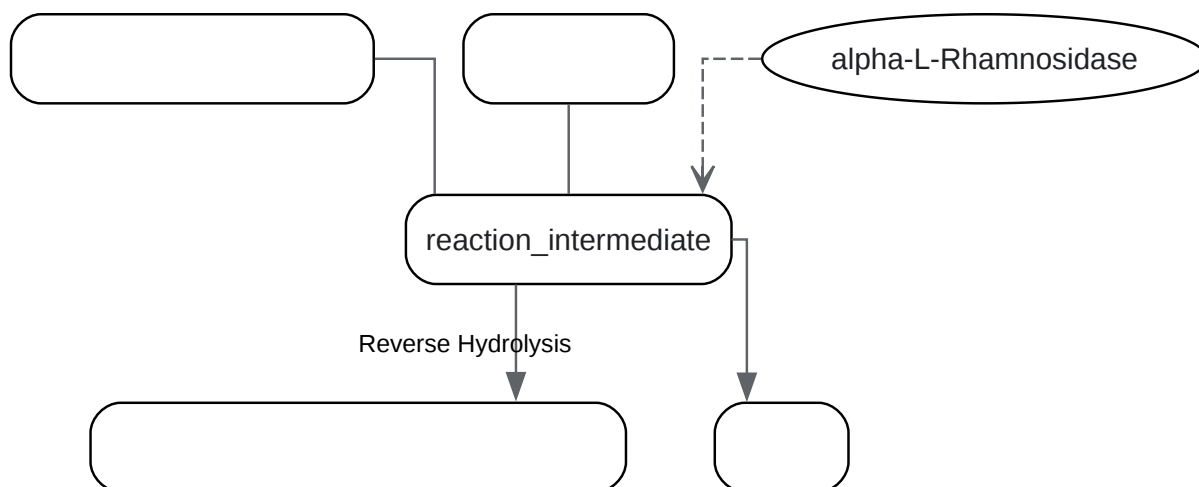 alpha-L-Rhamnosidase
reaction_intermediate
Reverse Hydrolysis